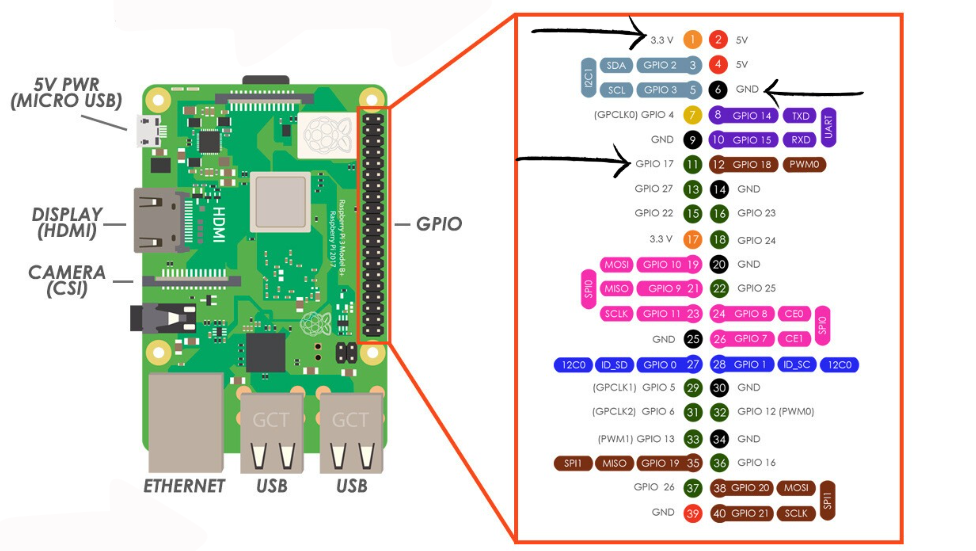 5V PWR
(MICRO USB)
DISPLAY
(HDMI)
CAMERA
(CSI)
HDMI
Raspberry Pi 3 Model B+
Raspberry Pi 2017
GPIO
GCT
GCT
ETHERNET
USB
USB
3.3 V 1 2 5V
I2C1
SDA GPIO 2 3 4 5V
SCL GPIO 3 5 6 GND
(GPCLK0) GPIO 4 7 8 GPIO 14 TXD
UART
GND 9 10 GPIO 15 RXD
GPIO 17 11 12 GPIO 18 PWM0
GPIO 27 13 14 GND
GPIO 22 15 16 GPIO 23
3.3 V 17 18 GPIO 24
SPI0
MOSI GPIO 10 19 20 GND
MISO GPIO 9 21 22 GPIO 25
SCLK GPIO 11 23 24 GPIO 8 CE0
SPI0
GND 25 26 GPIO 7 CE1
12C0 ID_SD GPIO 0 27 28 GPIO 1 ID_SC 12C0
(GPCLK1) GPIO 5 29 30 GND
(GPCLK2) GPIO 6 31 32 GPIO 12 (PWM0)
(PWM1) GPIO 13 33 34 GND
SPI1 MISO GPIO 19 35 36 GPIO 16
GPIO 26 37 38 GPIO 20 MOSI
SPI1
GND 39 40 GPIO 21 SCLK